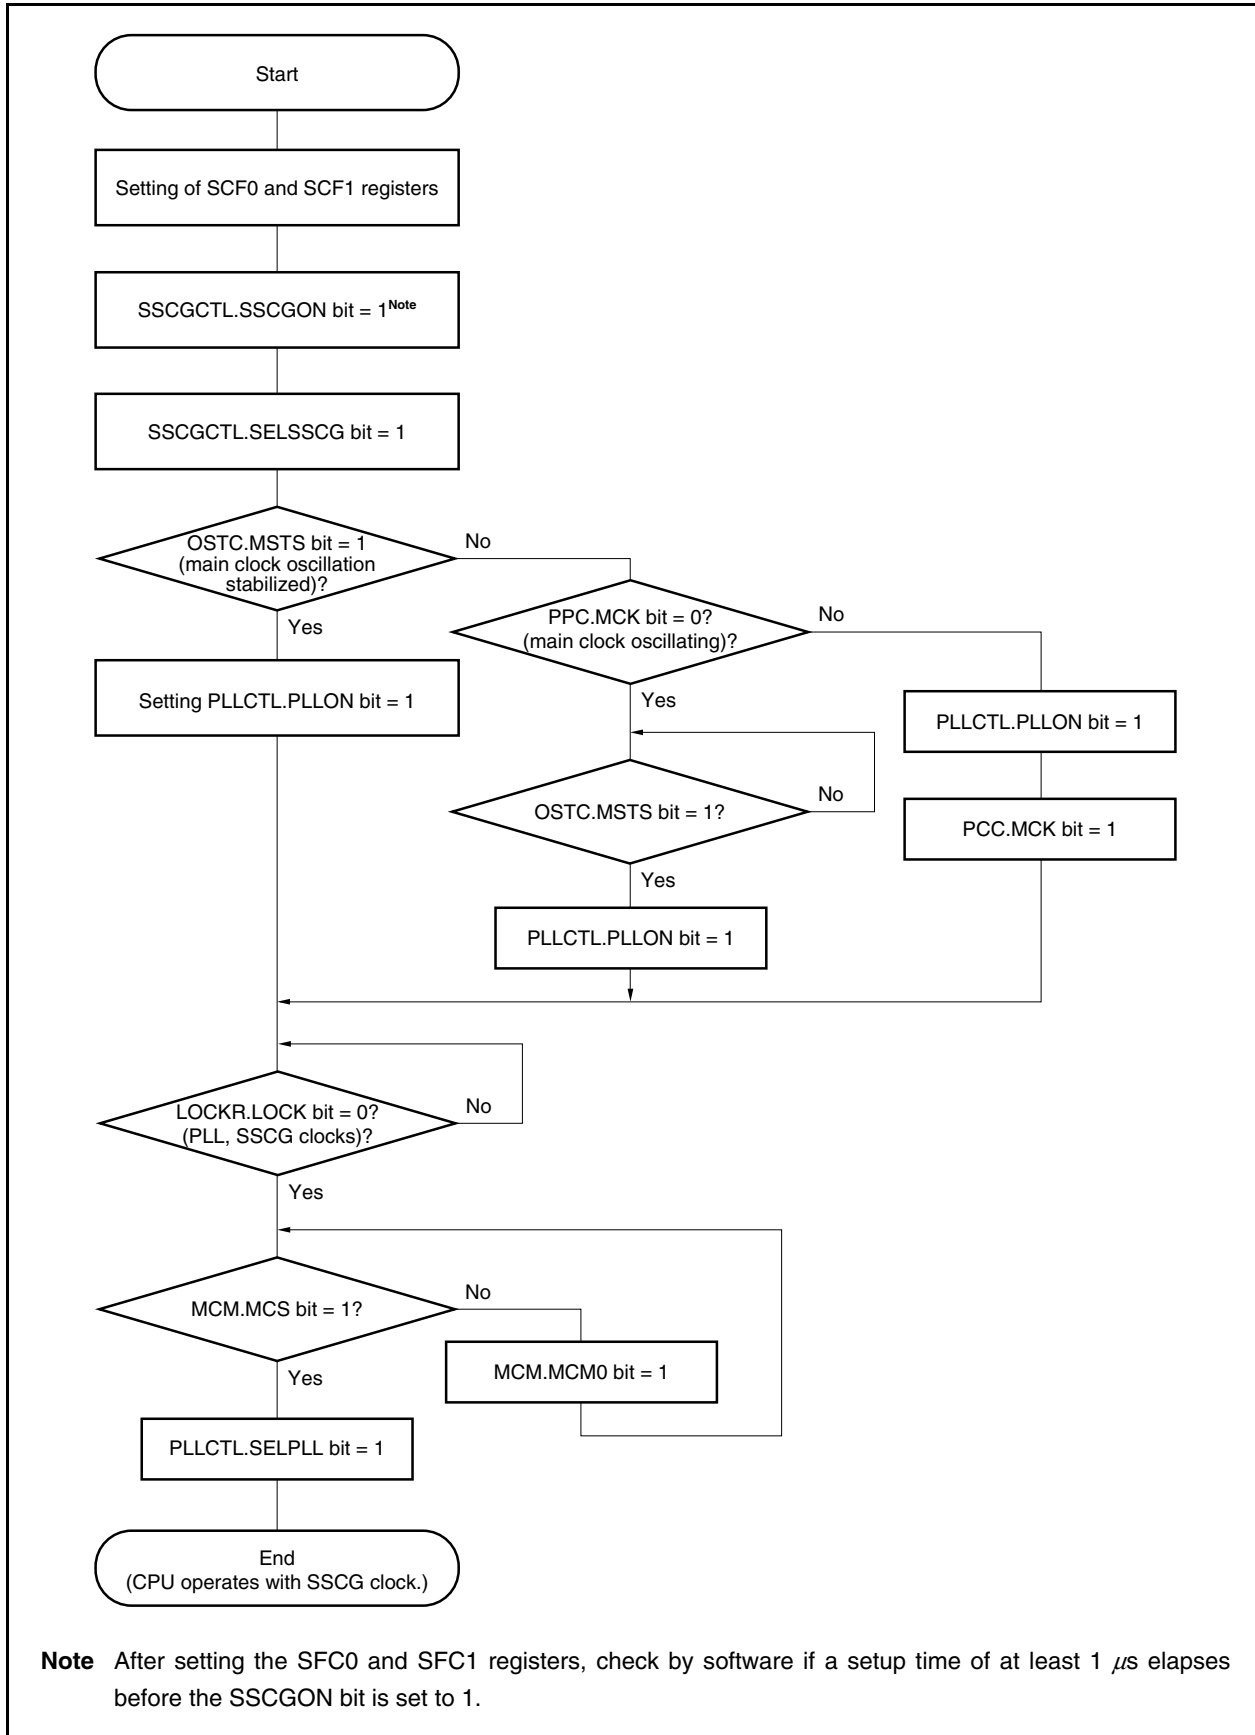 Start
Setting of SCF0 and SCF1 registers
SSCGCTL.SSCGON bit = 1Note
SSCGCTL.SELSSCG bit = 1
OSTC.MSTS bit = 1
(main clock oscillation
stabilized)?
No
Yes
PPC.MCK bit = 0?
(main clock oscillating)?
No
Yes
Setting PLLCTL.PLLON bit = 1
PLLCTL.PLLON bit = 1
OSTC.MSTS bit = 1?
No
Yes
PCC.MCK bit = 1
PLLCTL.PLLON bit = 1
LOCKR.LOCK bit = 0?
(PLL, SSCG clocks)?
No
Yes
MCM.MCS bit = 1?
No
Yes
MCM.MCM0 bit = 1
PLLCTL.SELPLL bit = 1
End
(CPU operates with SSCG clock.)
Note After setting the SFC0 and SFC1 registers, check by software if a setup time of at least 1 μs elapses
before the SSCGON bit is set to 1.